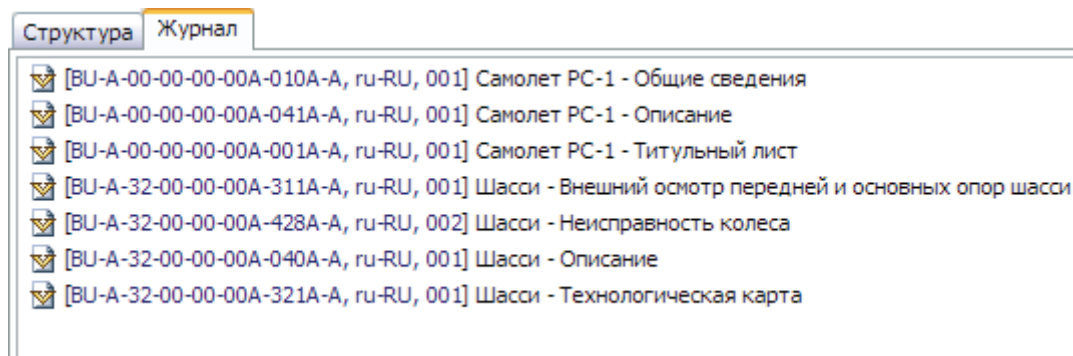 Структура Журнал
[BU-A-00-00-00-00A-010A-A, ru-RU, 001] Самолет РС-1 - Общие сведения
[BU-A-00-00-00-00A-041A-A, ru-RU, 001] Самолет РС-1 - Описание
[BU-A-00-00-00-00A-001A-A, ru-RU, 001] Самолет РС-1 - Титульный лист
[BU-A-32-00-00-00A-311A-A, ru-RU, 001] Шасси - Внешний осмотр передней и основных опор шасси
[BU-A-32-00-00-00A-428A-A, ru-RU, 002] Шасси - Неисправность колеса
[BU-A-32-00-00-00A-040A-A, ru-RU, 001] Шасси - Описание
[BU-A-32-00-00-00A-321A-A, ru-RU, 001] Шасси - Технологическая карта